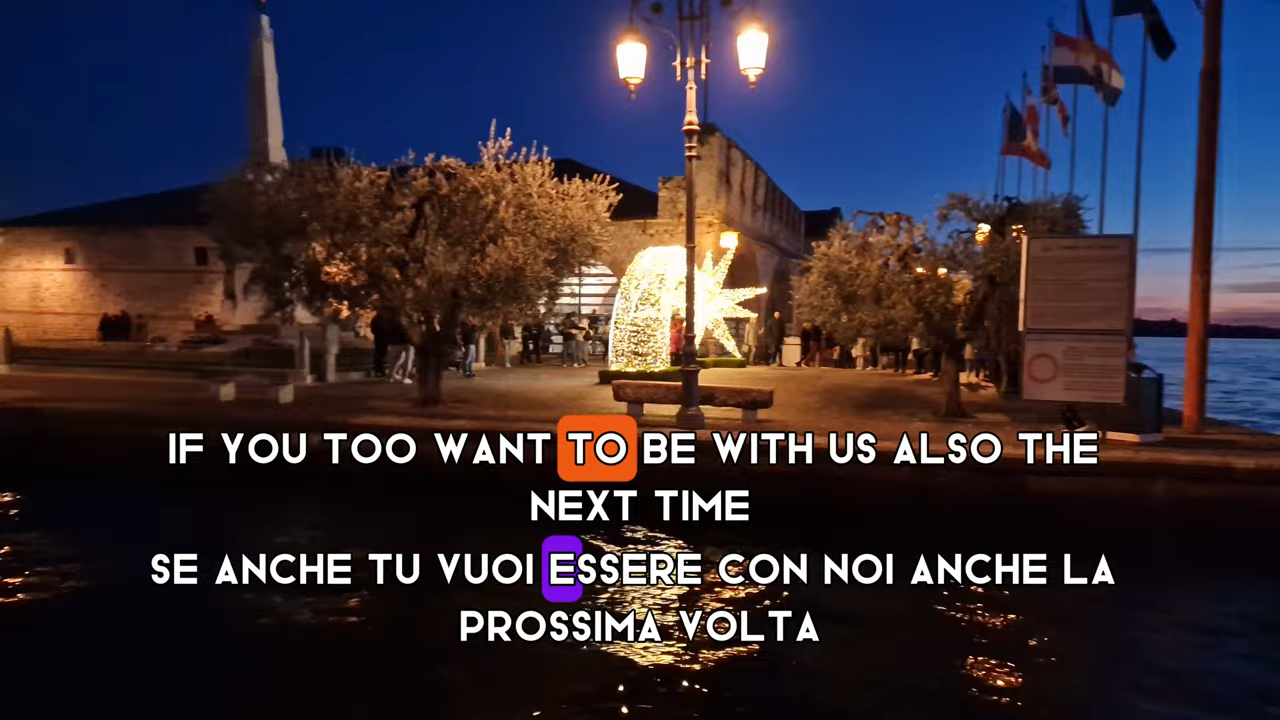 IF YOU TOO WANT TO BE WITH US ALSO THE
NEXT TIME
SE ANCHE TU VUOI ESSERE CON NOI ANCHE LA
PROSSIMA VOLTA